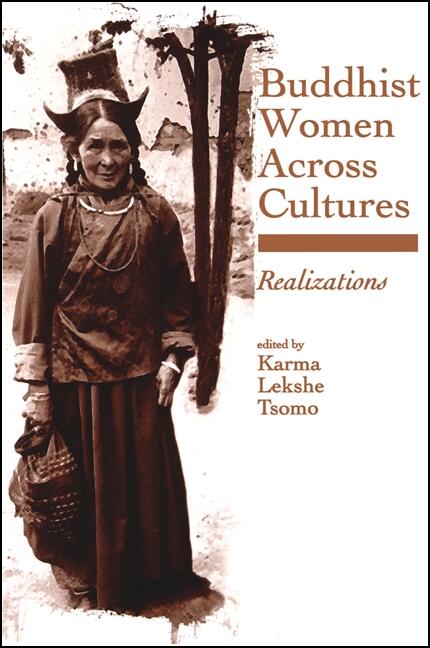 Buddhist
Women
Across
Cultures
Realizations
edited by
Karma
Lekshe
Tsomo